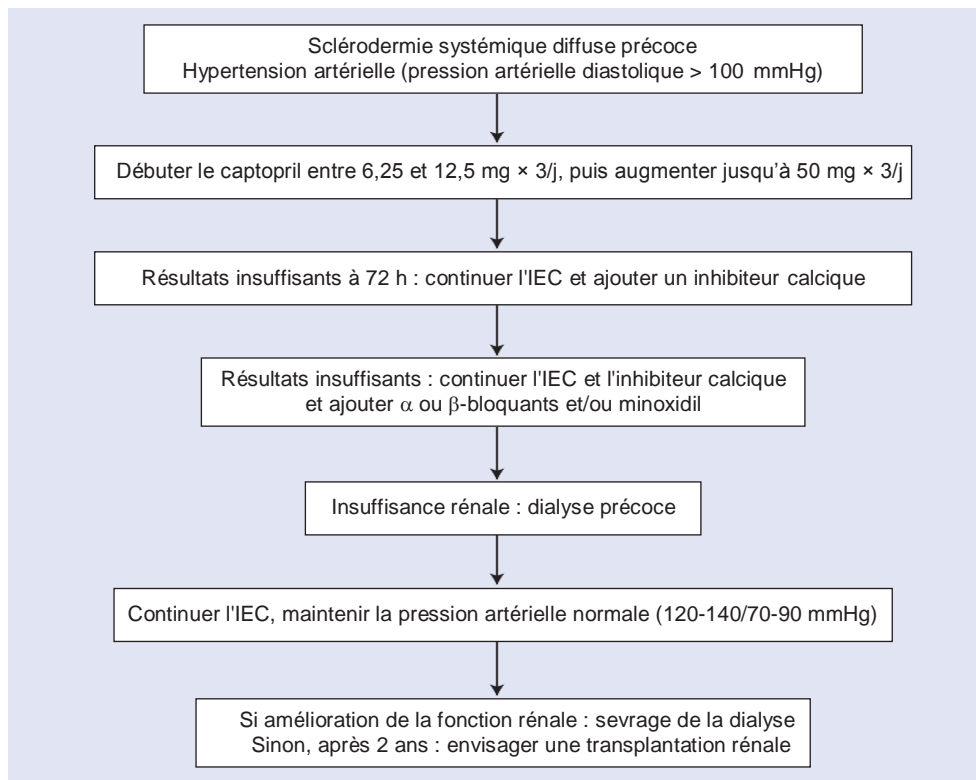 Sclérodermie systémique diffuse précoce
Hypertension artérielle (pression artérielle diastolique > 100 mmHg)
Débuter le captopril entre 6,25 et 12,5 mg × 3/j, puis augmenter jusqu'à 50 mg × 3/j
Résultats insuffisants à 72 h : continuer l'IEC et ajouter un inhibiteur calcique
Résultats insuffisants : continuer l'IEC et l'inhibiteur calcique
et ajouter α ou β-bloquants et/ou minoxidil
Insuffisance rénale : dialyse précoce
Continuer l'IEC, maintenir la pression artérielle normale (120-140/70-90 mmHg)
Si amélioration de la fonction rénale : sevrage de la dialyse
Sinon, après 2 ans : envisager une transplantation rénale